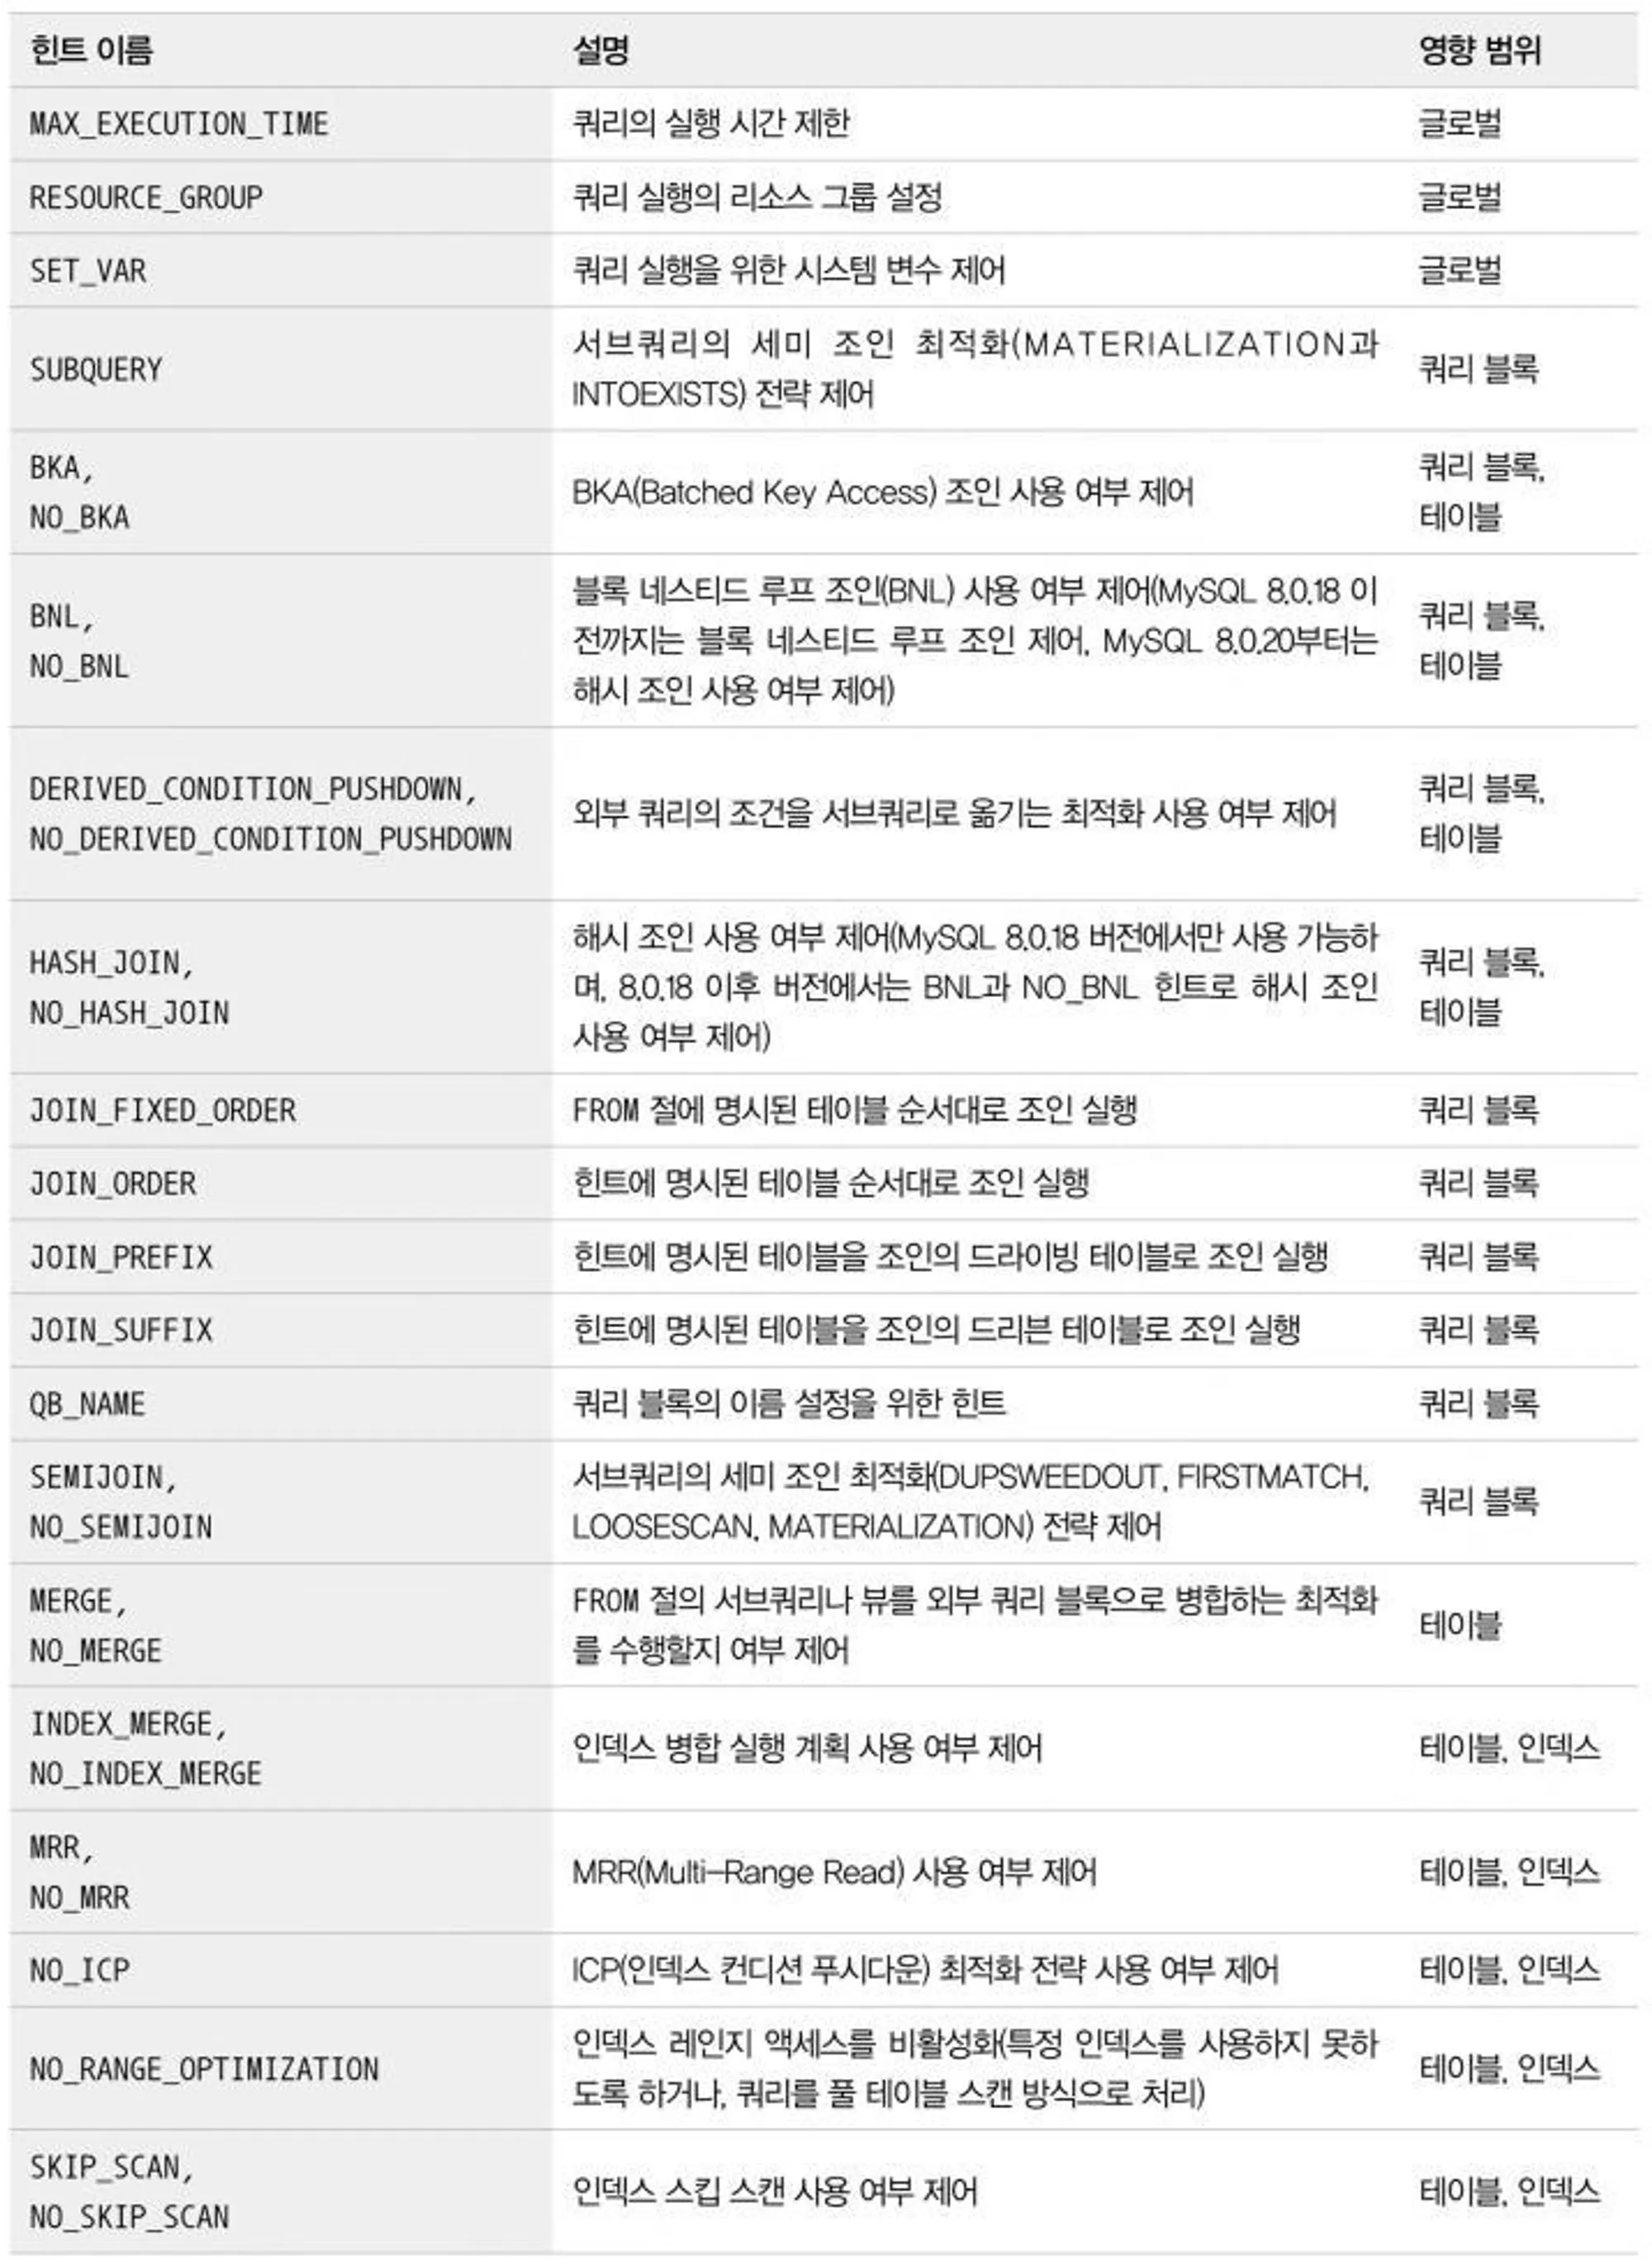 힌트 이름 설명 영향 범위
MAX_EXECUTION_TIME 쿼리의 실행 시간 제한 글로벌
RESOURCE_GROUP 쿼리 실행의 리소스 그룹 설정 글로벌
SET_VAR 쿼리 실행을 위한 시스템 변수 제어 글로벌
SUBQUERY
서브쿼리의 세미 조인 최적화(MATERIALIZATION과
INTOEXISTS) 전략 제어
쿼리 블록
BKA,
NO_BKA
BKA(Batched Key Access) 조인 사용 여부 제어
쿼리 블록,
테이블
BNL,
NO_BNL
블록 네스티드 루프 조인(BNL) 사용 여부 제어(MySQL 8.0.18 이
전까지는 블록 네스티드 루프 조인 제어, MySQL 8.0.20부터는
해시 조인 사용 여부 제어)
쿼리 블록,
테이블
DERIVED_CONDITION_PUSHDOWN,
NO_DERIVED_CONDITION_PUSHDOWN
외부 쿼리의 조건을 서브쿼리로 옮기는 최적화 사용 여부 제어
쿼리 블록,
테이블
HASH_JOIN,
NO_HASH_JOIN
해시 조인 사용 여부 제어(MySQL 8.0.18 버전에서만 사용 가능하
며, 8.0.18 이후 버전에서는 BNL과 NO_BNL 힌트로 해시 조인
사용 여부 제어)
쿼리 블록,
테이블
JOIN_FIXED_ORDER FROM 절에 명시된 테이블 순서대로 조인 실행 쿼리 블록
JOIN_ORDER 힌트에 명시된 테이블 순서대로 조인 실행 쿼리 블록
JOIN_PREFIX 힌트에 명시된 테이블을 조인의 드라이빙 테이블로 조인 실행 쿼리 블록
JOIN_SUFFIX 힌트에 명시된 테이블을 조인의 드리븐 테이블로 조인 실행 쿼리 블록
QB_NAME 쿼리 블록의 이름 설정을 위한 힌트 쿼리 블록
SEMIJOIN,
NO_SEMIJOIN
서브쿼리의 세미 조인 최적화(DUPSWEEDOUT, FIRSTMATCH,
LOOSESCAN, MATERIALIZATION) 전략 제어
쿼리 블록
MERGE,
NO_MERGE
FROM 절의 서브쿼리나 뷰를 외부 쿼리 블록으로 병합하는 최적화
를 수행할지 여부 제어
테이블
INDEX_MERGE,
NO_INDEX_MERGE
인덱스 병합 실행 계획 사용 여부 제어
테이블, 인덱스
MRR,
NO_MRR
MRR(Multi-Range Read) 사용 여부 제어
테이블, 인덱스
NO_ICP ICP(인덱스 컨디션 푸시다운) 최적화 전략 사용 여부 제어 테이블, 인덱스
NO_RANGE_OPTIMIZATION
인덱스 레인지 액세스를 비활성화(특정 인덱스를 사용하지 못하
도록 하거나, 쿼리를 풀 테이블 스캔 방식으로 처리)
테이블, 인덱스
SKIP_SCAN,
NO_SKIP_SCAN
인덱스 스킵 스캔 사용 여부 제어
테이블, 인덱스